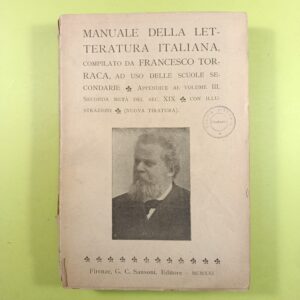 MANUALE DELLA LET-
TERATURA ITALIANA,
COMPILATO DA FRANCESCO TOR-
RACA, AD USO DELLE SCUOLE SE-
CONDARIE ✤ APPENDICE AL VOLUME III.
SECONDA METÀ DEL SEC. XIX ✤ CON ILLU-
STRAZIONI ✤ (NUOVA TIRATURA).
Firenze, G. C. Sansoni, Editore - MCMXXI